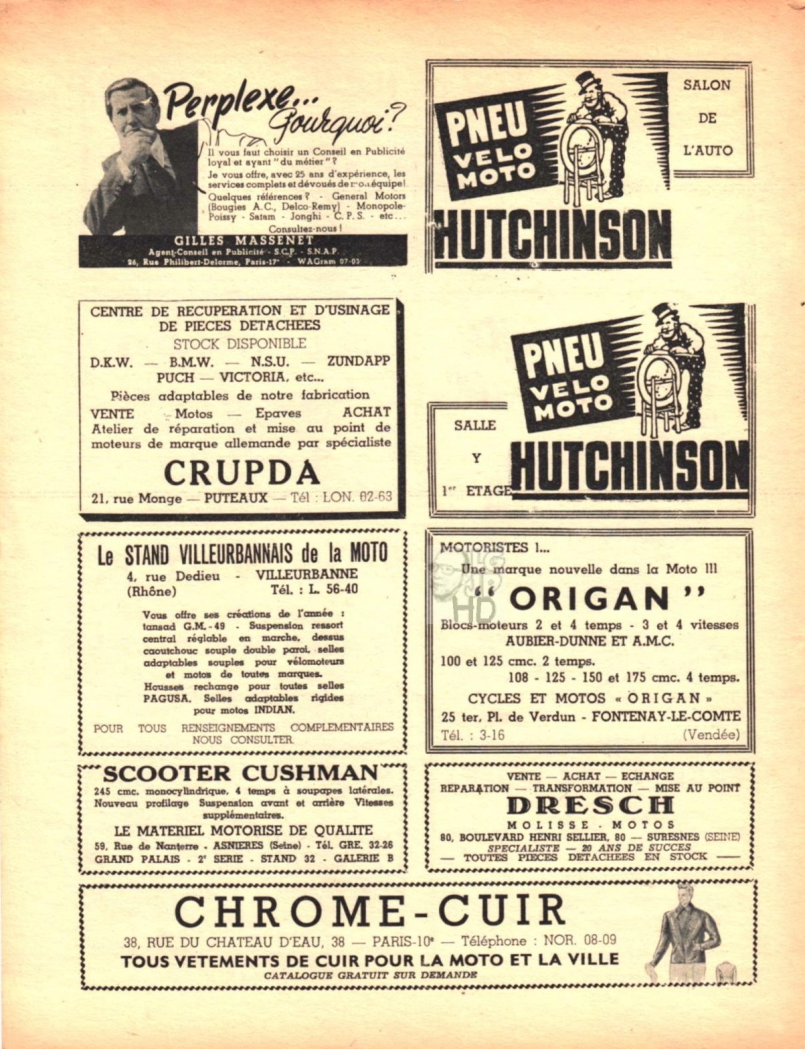 Perplexe...
Pourquoi?
Il vous faut choisir un Conseil en Publicité
loyal et ayant "du métier"?
Je vous offre, avec 25 ans d'expérience, les
services complets et dévoués de équipe!
Quelques références? - General Motors
(Bougies A.C., Delco-Remy) - Monopole-
Poissy - Satam - Jonghi - C.P.S. - etc...
Consultez-nous!
GILLES MASSENET
Agent-Conseil en Publicité - S.C.P. - S.N.A.P.
26, Rue Philibert-Delorme, Paris-17e - WAGram 07-03
PNEU
VELO
MOTO
HUTCHINSON
SALON
DE
L'AUTO
CENTRE DE RECUPERATION ET D'USINAGE
DE PIECES DETACHEES
STOCK DISPONIBLE
D.K.W. — B.M.W. — N.S.U. — ZUNDAPP
PUCH — VICTORIA, etc...
Pièces adaptables de notre fabrication
VENTE - Motos — Epaves ACHAT
Atelier de réparation et mise au point de
moteurs de marque allemande par spécialiste
CRUPDA
21, rue Monge — PUTEAUX — Tél : LON. 02-63
PNEU
VELO
MOTO
HUTCHINSON
SALLE
Y
1er ETAGE
Le STAND VILLEURBANNAIS de la MOTO
4, rue Dedieu - VILLEURBANNE
(Rhône) Tél. : L. 56-40
Vous offre ses créations de l'année :
tansad G.M.-49 - Suspension ressort
central réglable en marche, dessus
caoutchouc souple double paroi, selles
adaptables souples pour vélomoteurs
et motos de toutes marques.
Housses rechange pour toutes selles
PAGUSA. Selles adaptables rigides
pour motos INDIAN.
POUR TOUS RENSEIGNEMENTS COMPLEMENTAIRES
NOUS CONSULTER
MOTORISTES !...
Une marque nouvelle dans la Moto !!!
"ORIGAN"
Blocs-moteurs 2 et 4 temps - 3 et 4 vitesses
AUBIER-DUNNE ET A.M.C.
100 et 125 cmc. 2 temps.
108 - 125 - 150 et 175 cmc. 4 temps.
CYCLES ET MOTOS « ORIGAN »
25 ter, Pl. de Verdun - FONTENAY-LE-COMTE
Tél. : 3-16 (Vendée)
HD
"SCOOTER CUSHMAN"
245 cmc. monocylindrique, 4 temps à soupapes latérales.
Nouveau profilage Suspension avant et arrière Vitesses
supplémentaires.
LE MATERIEL MOTORISE DE QUALITE
59, Rue de Nanterre - ASNIERES (Seine) - Tél. GRE. 32-26
GRAND PALAIS - 2e SERIE - STAND 32 - GALERIE B
VENTE — ACHAT — ECHANGE
REPARATION — TRANSFORMATION — MISE AU POINT
DRESCH
MOLISSE - MOTOS
80, BOULEVARD HENRI SELLIER, 80 — SURESNES (SEINE)
SPECIALISTE — 20 ANS DE SUCCES
— TOUTES PIECES DETACHEES EN STOCK —
CHROME-CUIR
38, RUE DU CHATEAU D'EAU, 38 — PARIS-10e — Téléphone : NOR. 08-09
TOUS VETEMENTS DE CUIR POUR LA MOTO ET LA VILLE
CATALOGUE GRATUIT SUR DEMANDE